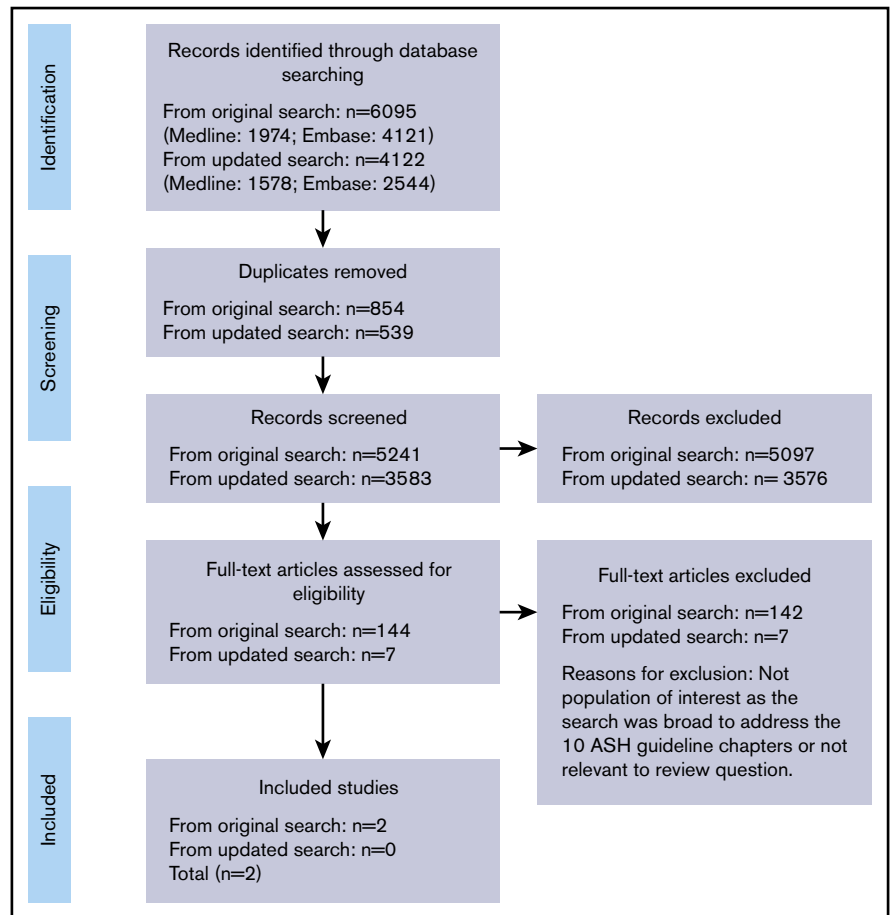 Identification
Records identified through database
searching
From original search: n=6095
(Medline: 1974; Embase: 4121)
From updated search: n=4122
(Medline: 1578; Embase: 2544)
Screening
Duplicates removed
From original search: n=854
From updated search: n=539
Records screened
From original search: n=5241
From updated search: n=3583
Records excluded
From original search: n=5097
From updated search: n= 3576
Eligibility
Full-text articles assessed for
eligibility
From original search: n=144
From updated search: n=7
Full-text articles excluded
From original search: n=142
From updated search: n=7
Reasons for exclusion: Not
population of interest as the
search was broad to address the
10 ASH guideline chapters or not
relevant to review question.
Included
Included studies
From original search: n=2
From updated search: n=0
Total (n=2)